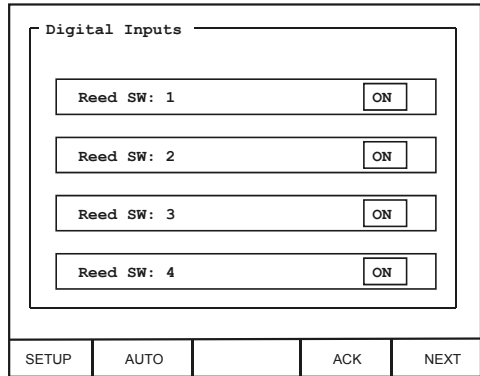 Digital Inputs
Reed SW: 1 ON
Reed SW: 2 ON
Reed SW: 3 ON
Reed SW: 4 ON
SETUP AUTO ACK NEXT